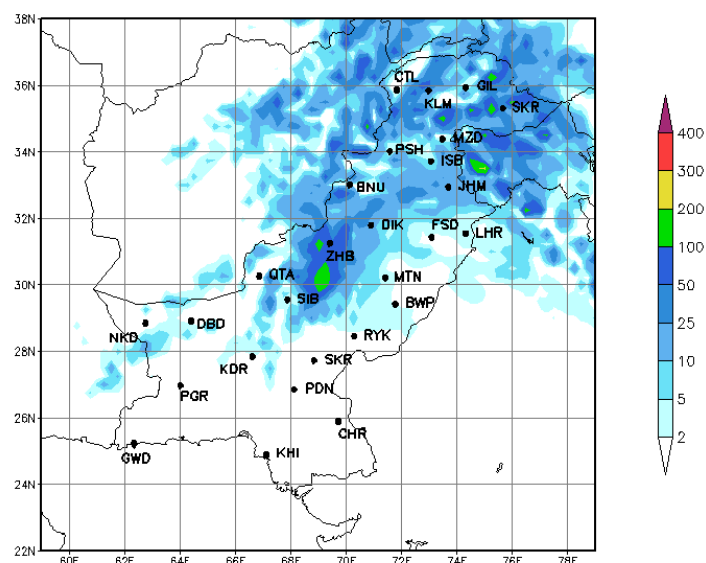 38N
36N
34N
32N
30N
28N
26N
24N
22N
60E
62E
64E
66E
68E
70E
72E
74E
76E
78E
CTL
KLM
GIL
SKR
MZD
PSH
ISB
BNU
JHM
DIK
FSD
LHR
ZHB
QTA
MTN
SIB
BWP
NKD
DBD
RYK
KDR
SKR
PGR
PDN
CHR
GWD
KHI
400
300
200
100
50
25
10
5
2